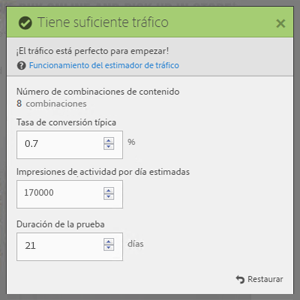 Tiene suficiente tráfico
¡El tráfico está perfecto para empezar!
Funcionamiento del estimador de tráfico
Número de combinaciones de contenido
8 combinaciones
Tasa de conversión típica
0.7 %
Impresiones de actividad por día estimadas
170000
Duración de la prueba
21 días
Restaurar